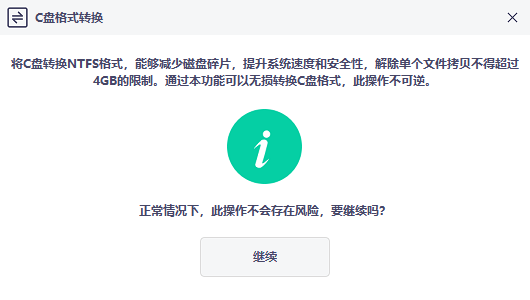 C盘格式转换
将C盘转换NTFS格式，能够减少磁盘碎片，提升系统速度和安全性，解除单个文件拷贝不得超过
4GB的限制。通过本功能可以无损转换C盘格式，此操作不可逆。
正常情况下，此操作不会存在风险，要继续吗?
继续